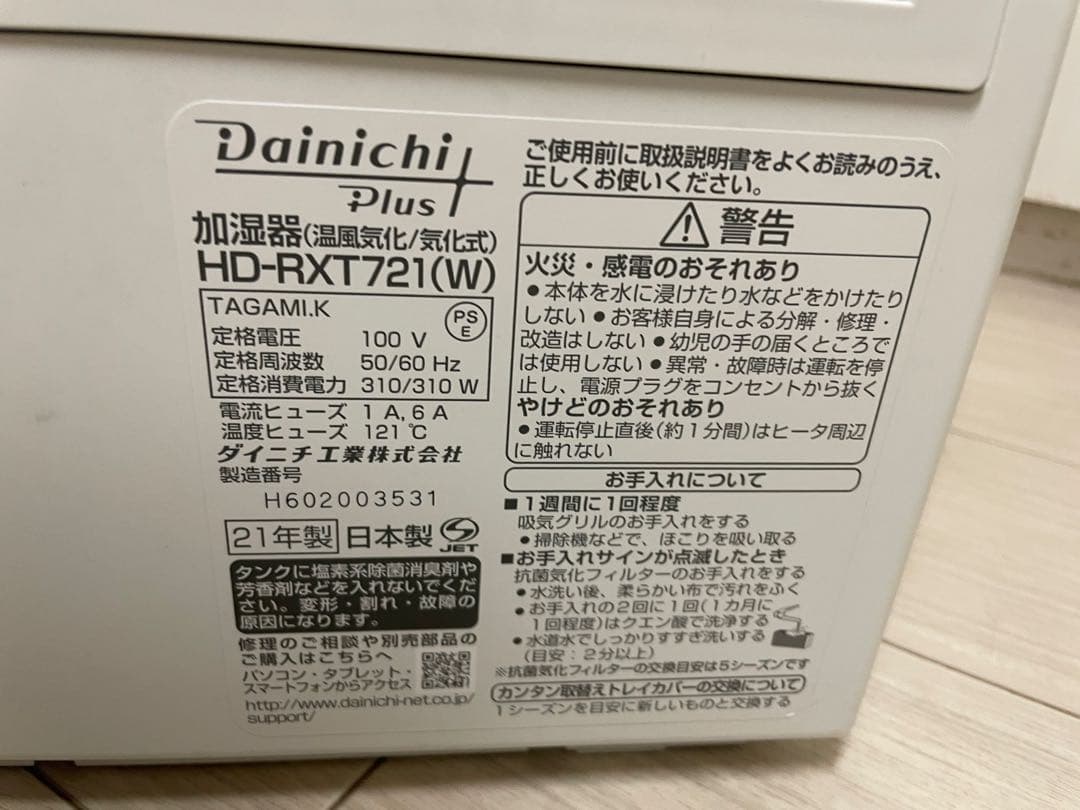 Dainichi
Plus
加湿器(温風気化/気化式)
HD-RXT721(W)
TAGAMI.K
PS
E
定格電圧 100 V
定格周波数 50/60 Hz
定格消費電力 310/310 W
電流ヒューズ 1 A, 6 A
温度ヒューズ 121 ℃
ダイニチ工業株式会社
製造番号
H602003531
21年製 日本製 JET
タンクに塩素系除菌消臭剤や
芳香剤などを入れないでくだ
さい。変形・割れ・故障の
原因になります。
修理のご相談や別売部品の
ご購入はこちらへ
パソコン・タブレット・
スマートフォンからアクセス
http://www.dainichi-net.co.jp/
support/
ご使用前に取扱説明書をよくお読みのうえ、
正しくお使いください。
警告
火災・感電のおそれあり
●本体を水に浸けたり水などをかけたり
しない ●お客様自身による分解・修理・
改造はしない ●幼児の手の届くところで
は使用しない ●異常・故障時は運転を停
止し、電源プラグをコンセントから抜く
やけどのおそれあり
●運転停止直後(約1分間)はヒータ周辺
に触れない
お手入れについて
■1週間に1回程度
吸気グリルのお手入れをする
●掃除機などで、ほこりを吸い取る
■お手入れサインが点滅したとき
抗菌気化フィルターのお手入れをする
●水洗い後、柔らかい布で汚れをふく
●お手入れの2回に1回(1カ月に
1回程度)はクエン酸で洗浄する
●水道水でしっかりすすぎ洗いする
(目安：2分以上)
※抗菌気化フィルターの交換目安は5シーズンです
カンタン取替えトレイカバーの交換について
1シーズンを目安に新しいものと交換する